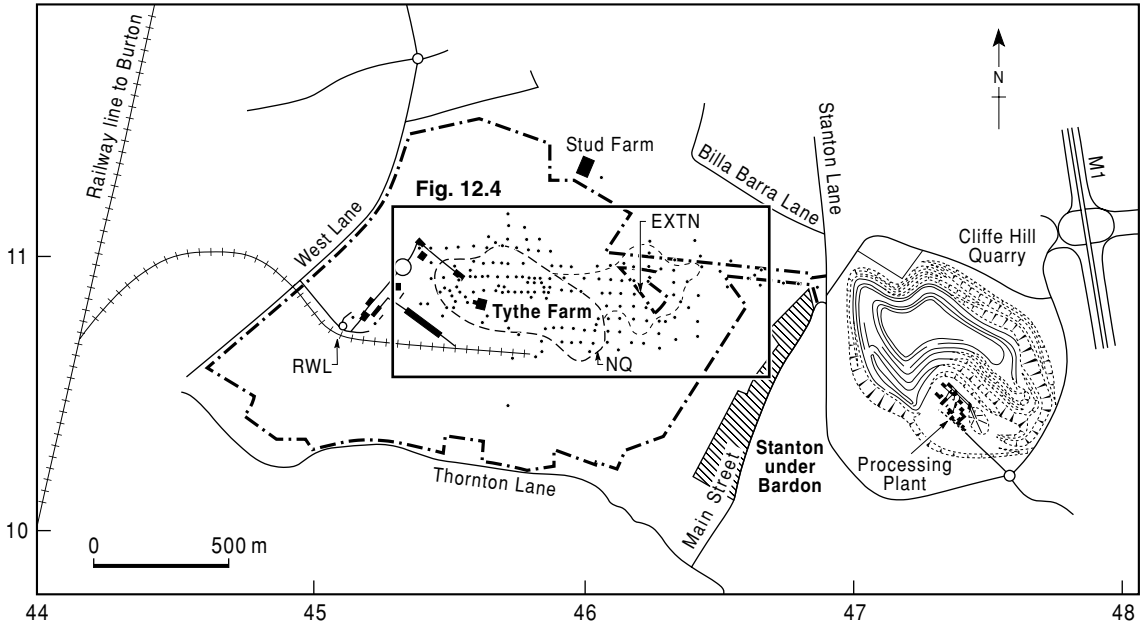 Railway line to Burton
N
Stud Farm
Fig. 12.4
Billa Barra Lane
Stanton Lane
M1
EXTN
West Lane
Cliffe Hill
Quarry
11
Tythe Farm
RWL
NQ
Thornton Lane
Main Street
Stanton
under
Bardon
Processing
Plant
10
0 500 m
44 45 46 47 48